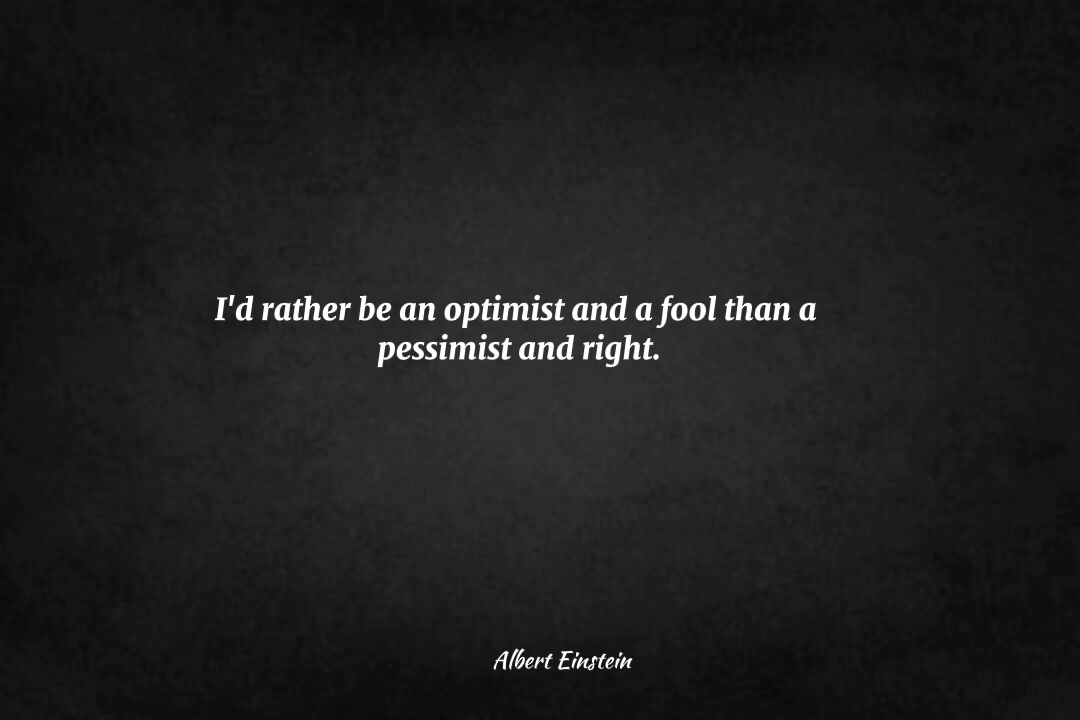 I'd rather be an optimist and a fool than a
pessimist and right.
Albert Einstein